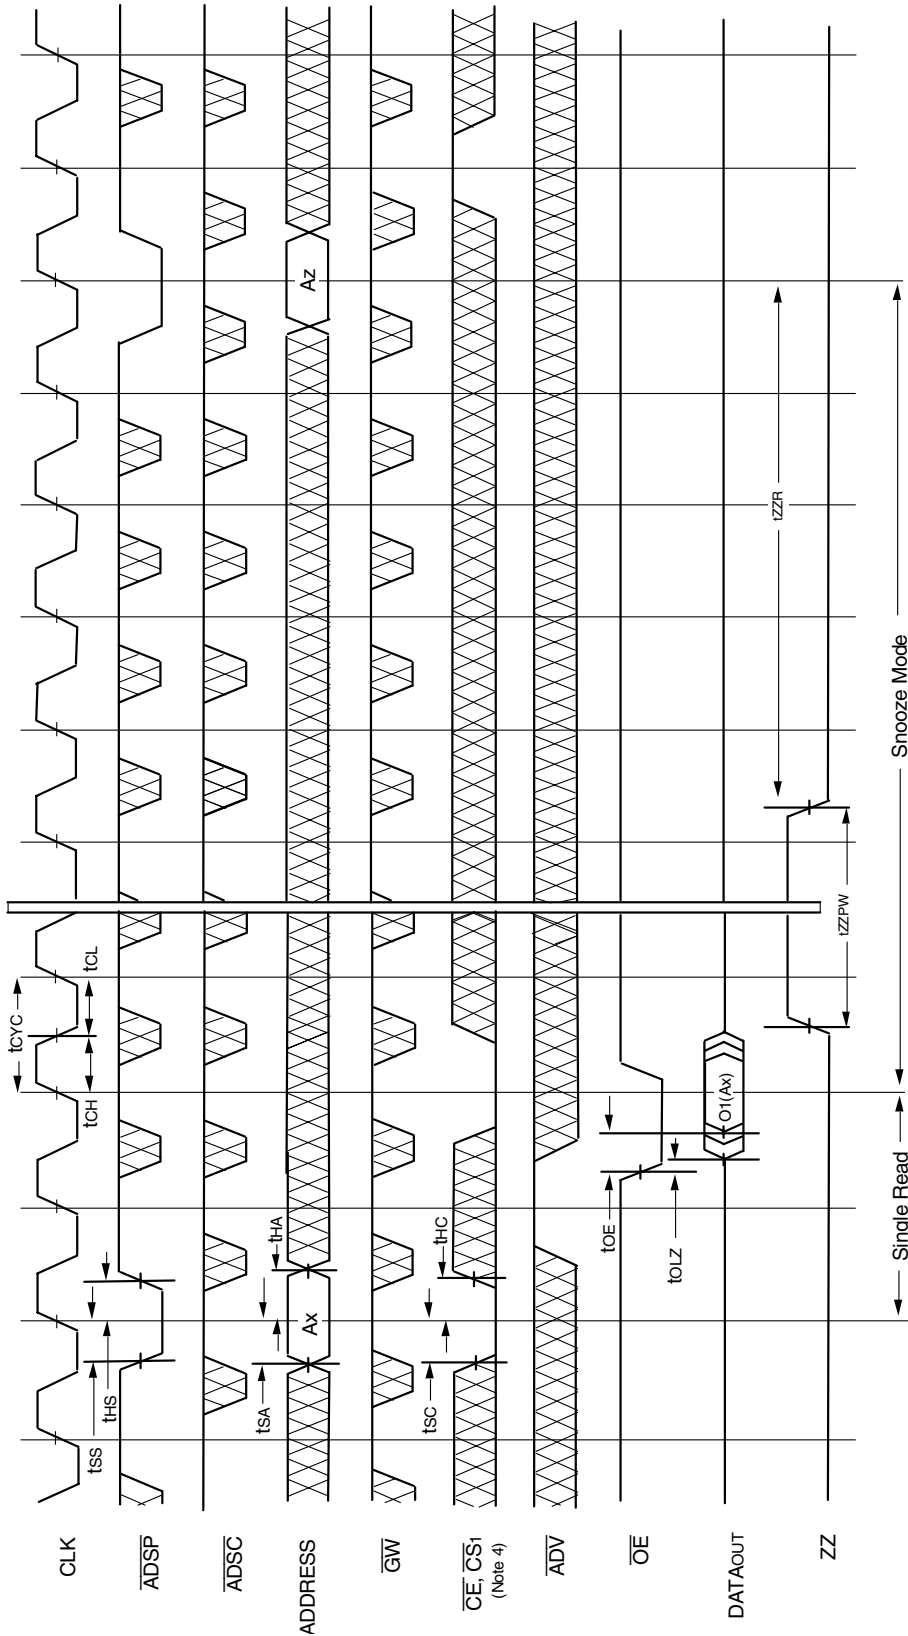 tCYC
tCH
tCL
tSS
tHS
CLK
ADSP
ADSC
tSA
tHA
Ax
Az
ADDRESS
GW
tSC
tHC
CE, CS1
(Note 4)
ADV
tOE
OE
tOLZ
O1(Ax)
DATAOUT
tZZR
tZZPW
ZZ
Single Read
Snooze Mode